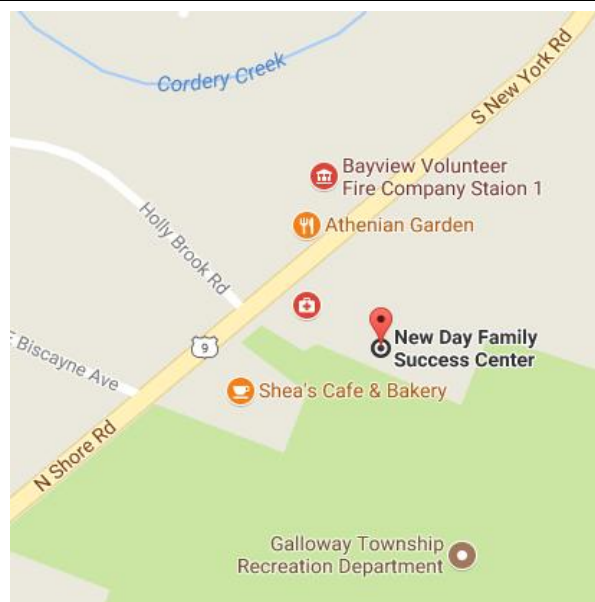 Cordery Creek
S New York Rd
Bayview Volunteer
Fire Company Staion 1
Athenian Garden
Holly Brook Rd
9
New Day Family
Success Center
E Biscayne Ave
Shea's Cafe & Bakery
N Shore Rd
Galloway Township
Recreation Department